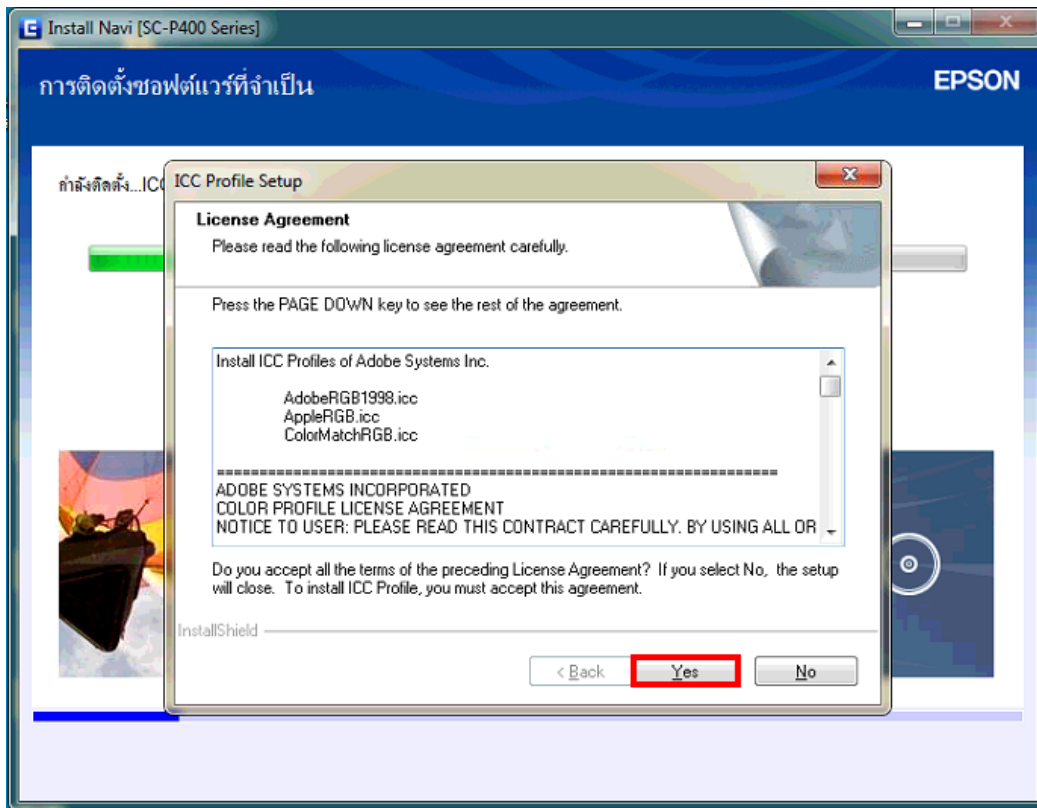 Install Navi [SC-P400 Series]
การติดตั้งซอฟต์แวร์ที่จำเป็น
EPSON
กำลังติดตั้ง...ICC
ICC Profile Setup
License Agreement
Please read the following license agreement carefully.
Press the PAGE DOWN key to see the rest of the agreement.
Install ICC Profiles of Adobe Systems Inc.
AdobeRGB1998.icc
AppleRGB.icc
ColorMatchRGB.icc
====================================================================
ADOBE SYSTEMS INCORPORATED
COLOR PROFILE LICENSE AGREEMENT
NOTICE TO USER: PLEASE READ THIS CONTRACT CAREFULLY. BY USING ALL OR
Do you accept all the terms of the preceding License Agreement? If you select No, the setup
will close. To install ICC Profile, you must accept this agreement.
InstallShield
< Back Yes No